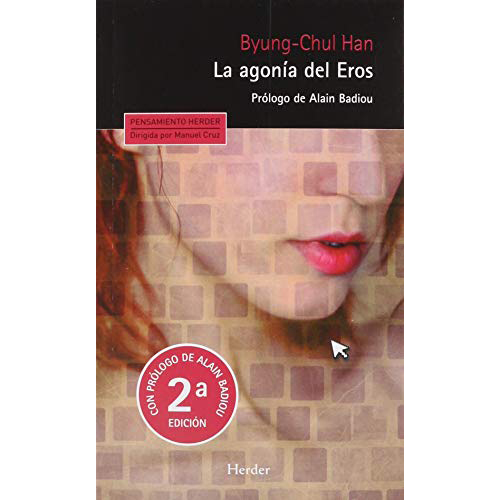 Byung-Chul Han
La agonía del Eros
Prólogo de Alain Badiou
PENSAMIENTO HERDER
Dirigida por Manuel Cruz
CON PRÓLOGO DE ALAIN BADIOU
2ª
EDICIÓN
Herder